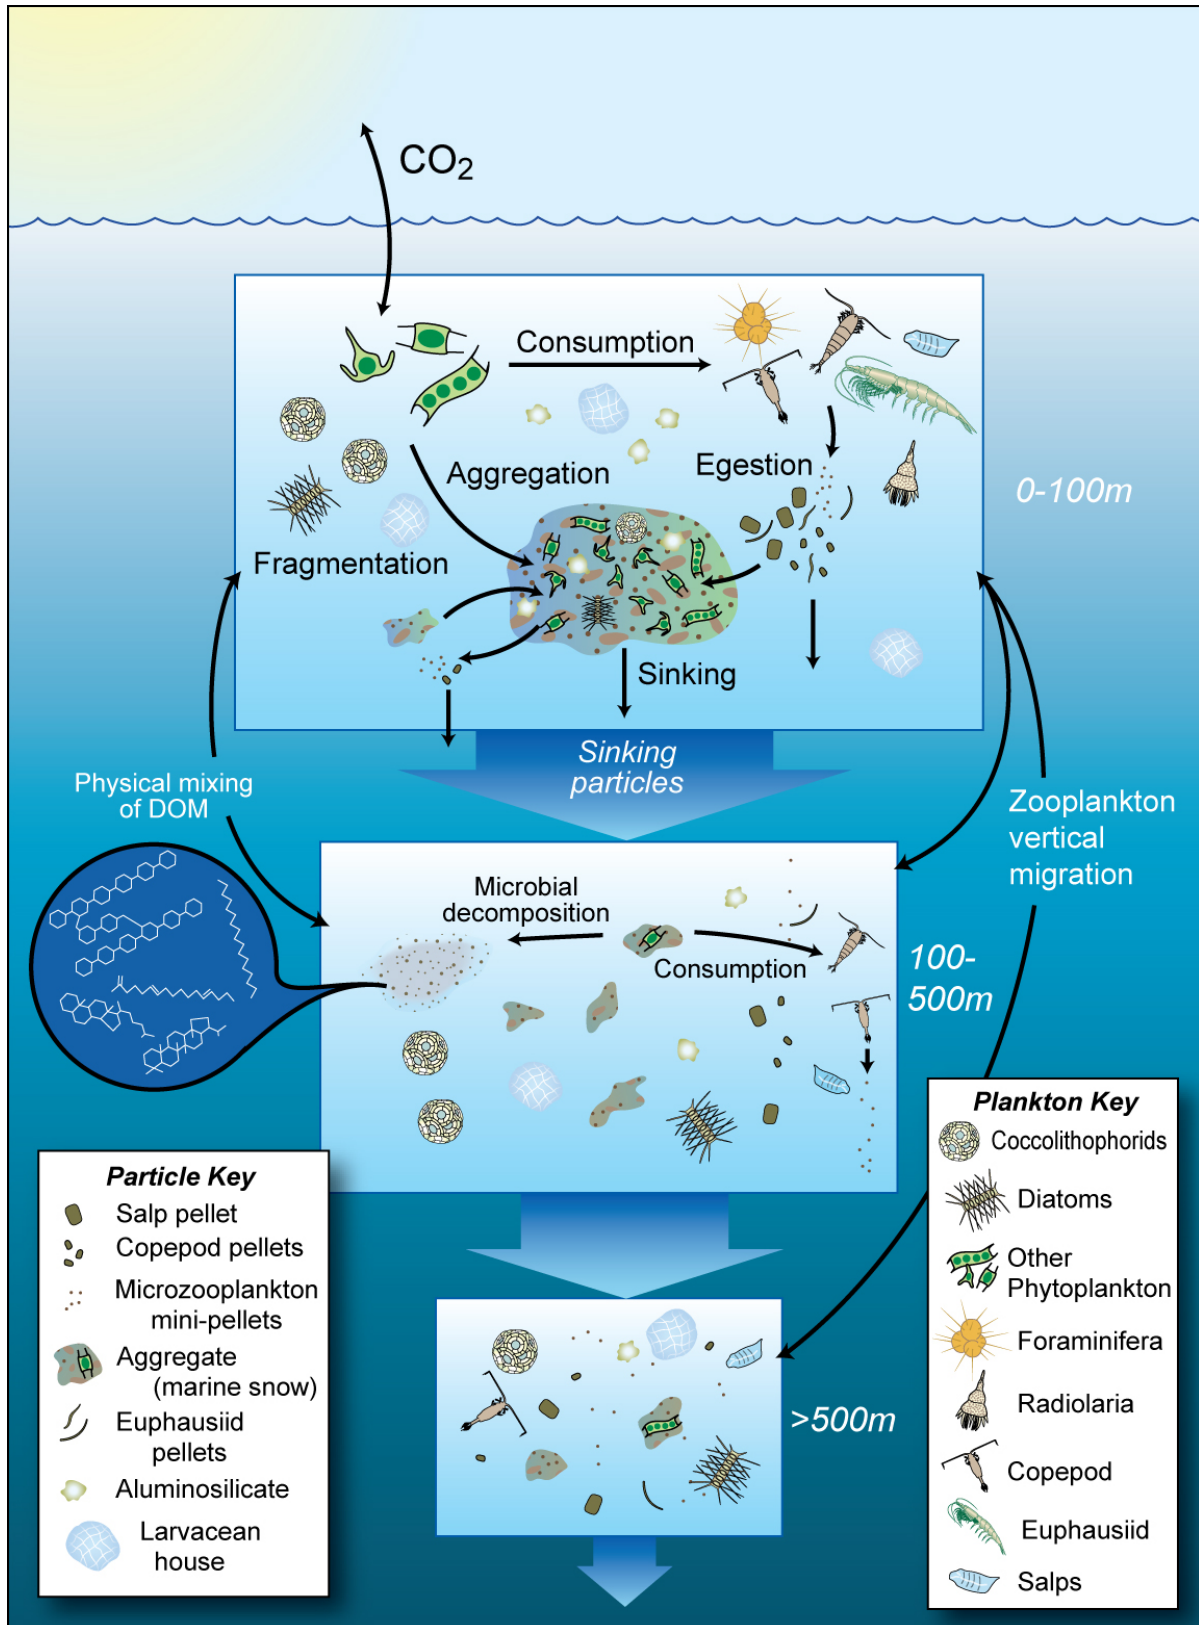 CO₂
Consumption
Aggregation
Egestion
0-100m
Fragmentation
Sinking
Sinking
particles
Physical mixing
of DOM
Zooplankton
vertical
migration
Microbial
decomposition
Consumption
100-
500m
>500m
Particle Key
Salp pellet
Copepod pellets
Microzooplankton
mini-pellets
Aggregate
(marine snow)
Euphausiid
pellets
Aluminosilicate
Larvacean
house
Plankton Key
Coccolithophorids
Diatoms
Other
Phytoplankton
Foraminifera
Radiolaria
Copepod
Euphausiid
Salps